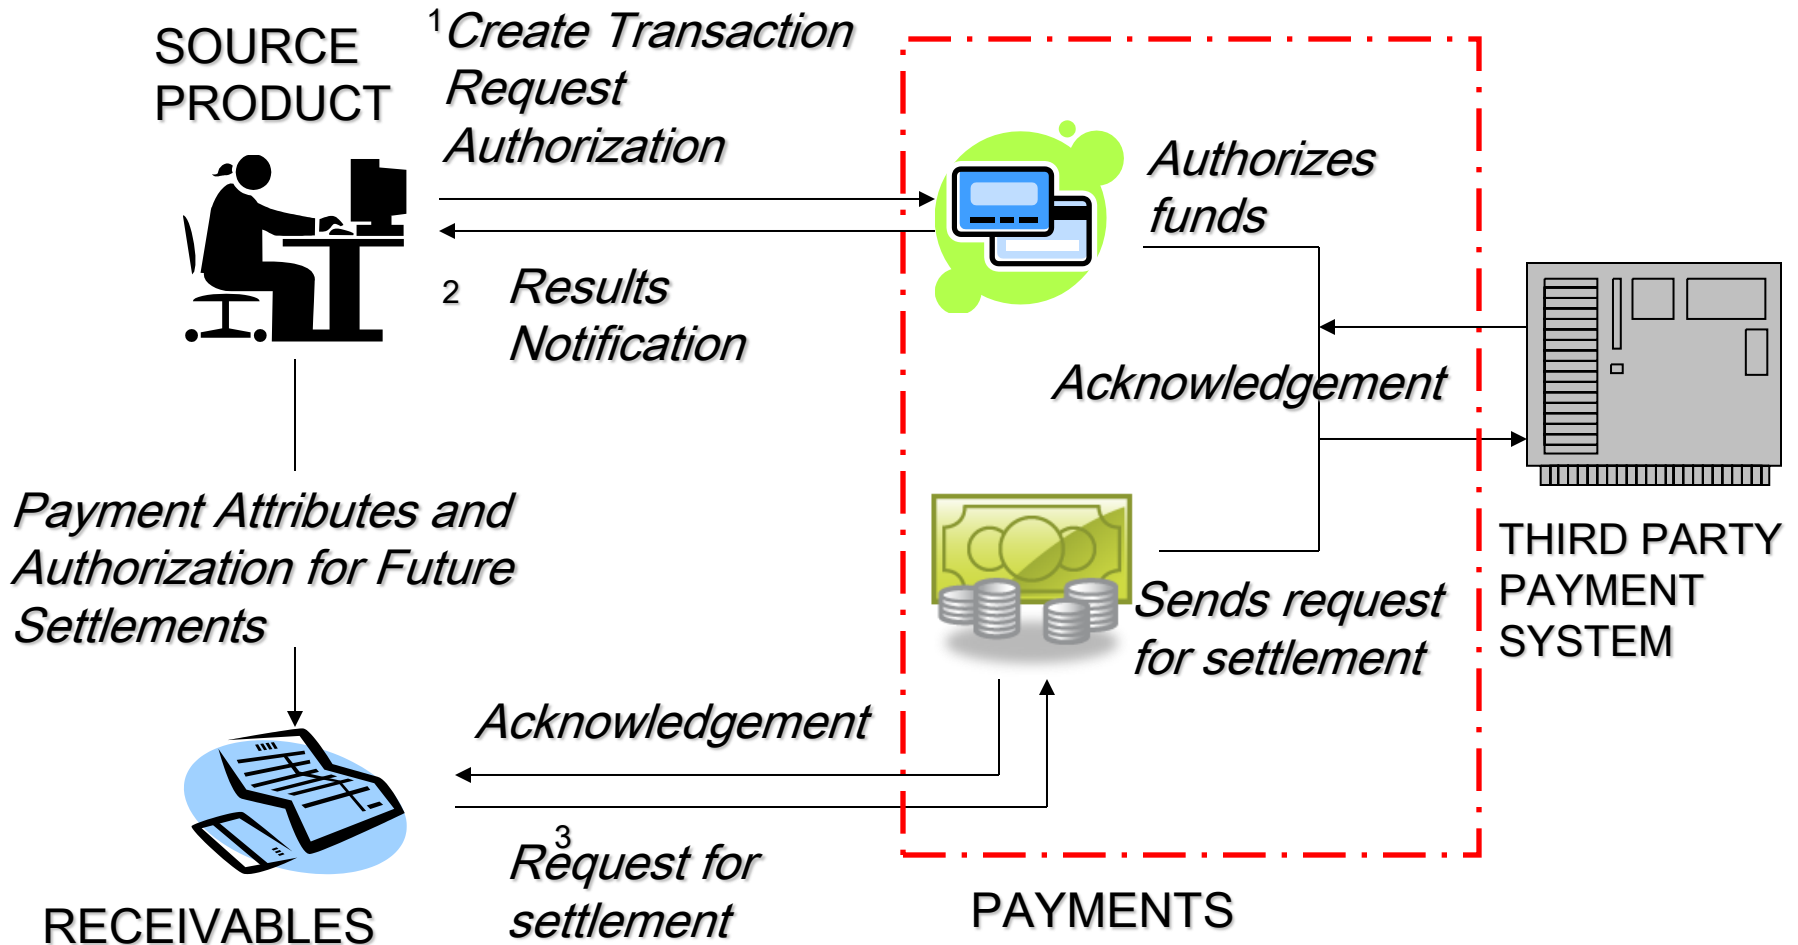 SOURCE
PRODUCT
1
Create Transaction
Request
Authorization
Authorizes
funds
2
Results
Notification
Acknowledgement
Payment Attributes and
Authorization for Future
Settlements
THIRD PARTY
PAYMENT
SYSTEM
Sends request
for settlement
Acknowledgement
3
Request for
settlement
RECEIVABLES
PAYMENTS